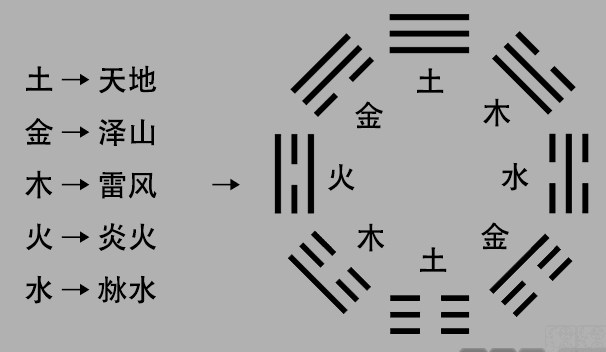 土→天地
金→泽山
木→雷风
火→炎火
水→沝水
土
金
木
火
水
木
金
土